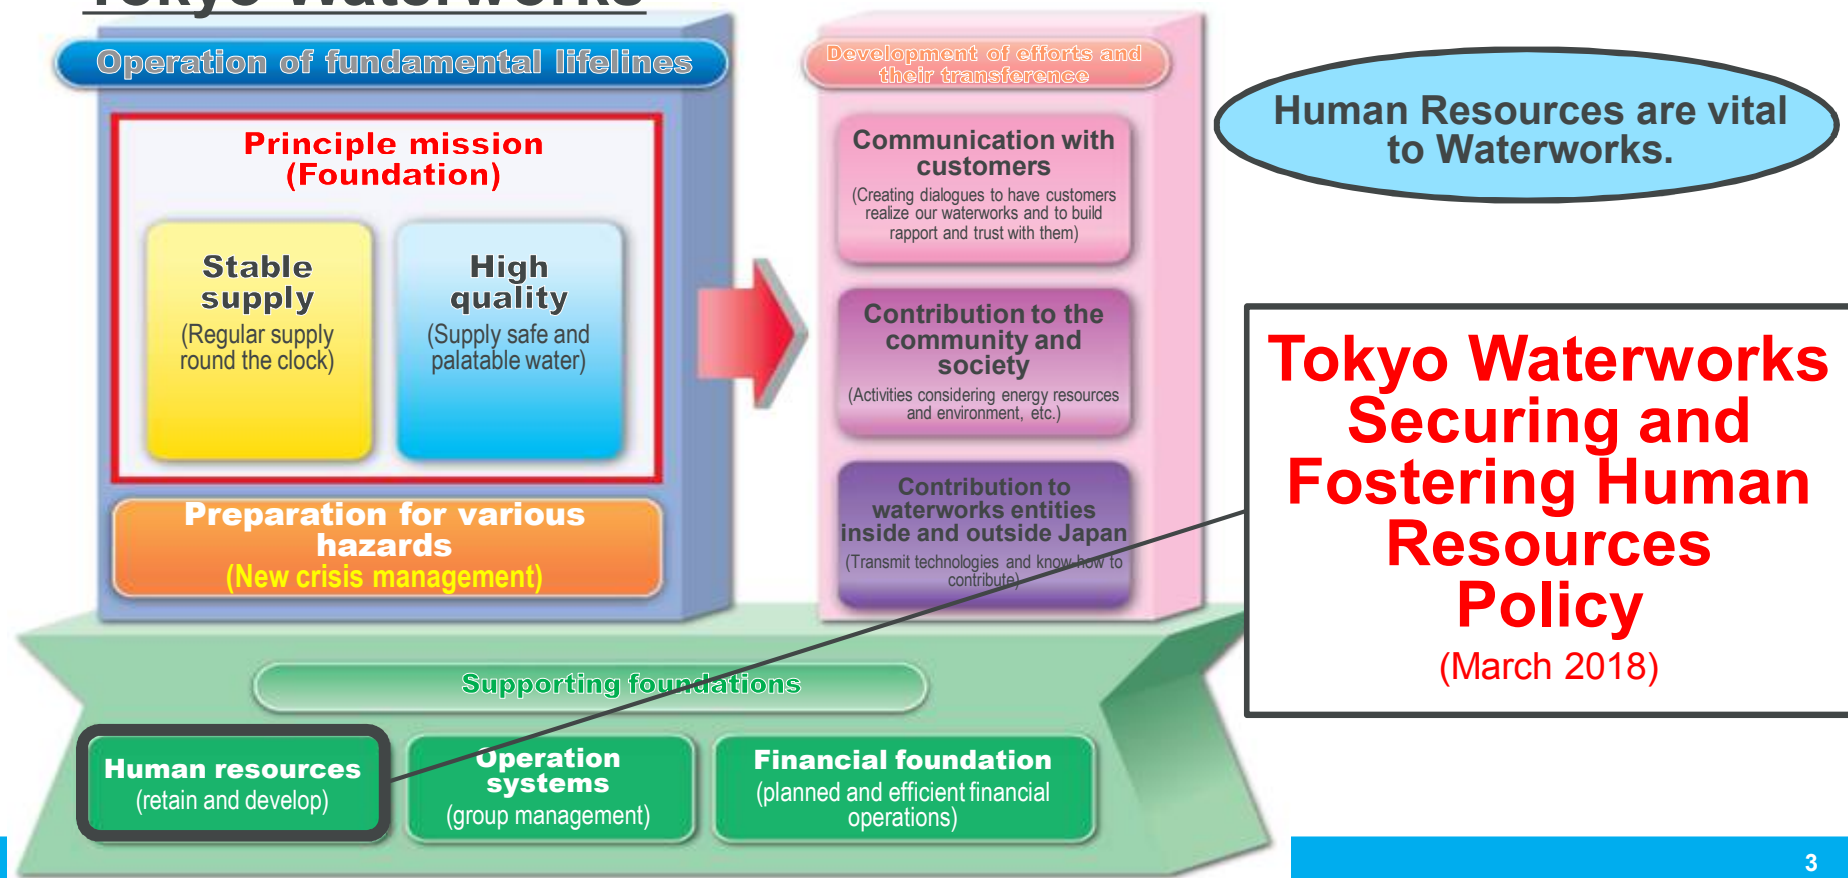 Tokyo Waterworks
Operation of fundamental lifelines
Principle mission
(Foundation)
Stable
supply
(Regular supply
round the clock)
High
quality
(Supply safe and
palatable water)
Preparation for various
hazards
(New crisis management)
Development of efforts and
their transference
Communication with
customers
(Creating dialogues to have customers
realize our waterworks and to build
rapport and trust with them)
Contribution to the
community and
society
(Activities considering energy resources
and environment, etc.)
Contribution to
waterworks entities
inside and outside Japan
(Transmit technologies and know-how to
contribute)
Human Resources are vital
to Waterworks.
Tokyo Waterworks
Securing and
Fostering Human
Resources
Policy
(March 2018)
Supporting foundations
Human resources
(retain and develop)
Operation
systems
(group management)
Financial foundation
(planned and efficient financial
operations)
3